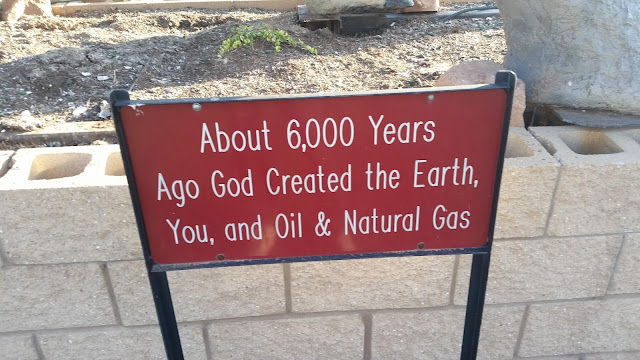 About 6,000 Years
Ago God Created the Earth,
You, and Oil & Natural Gas